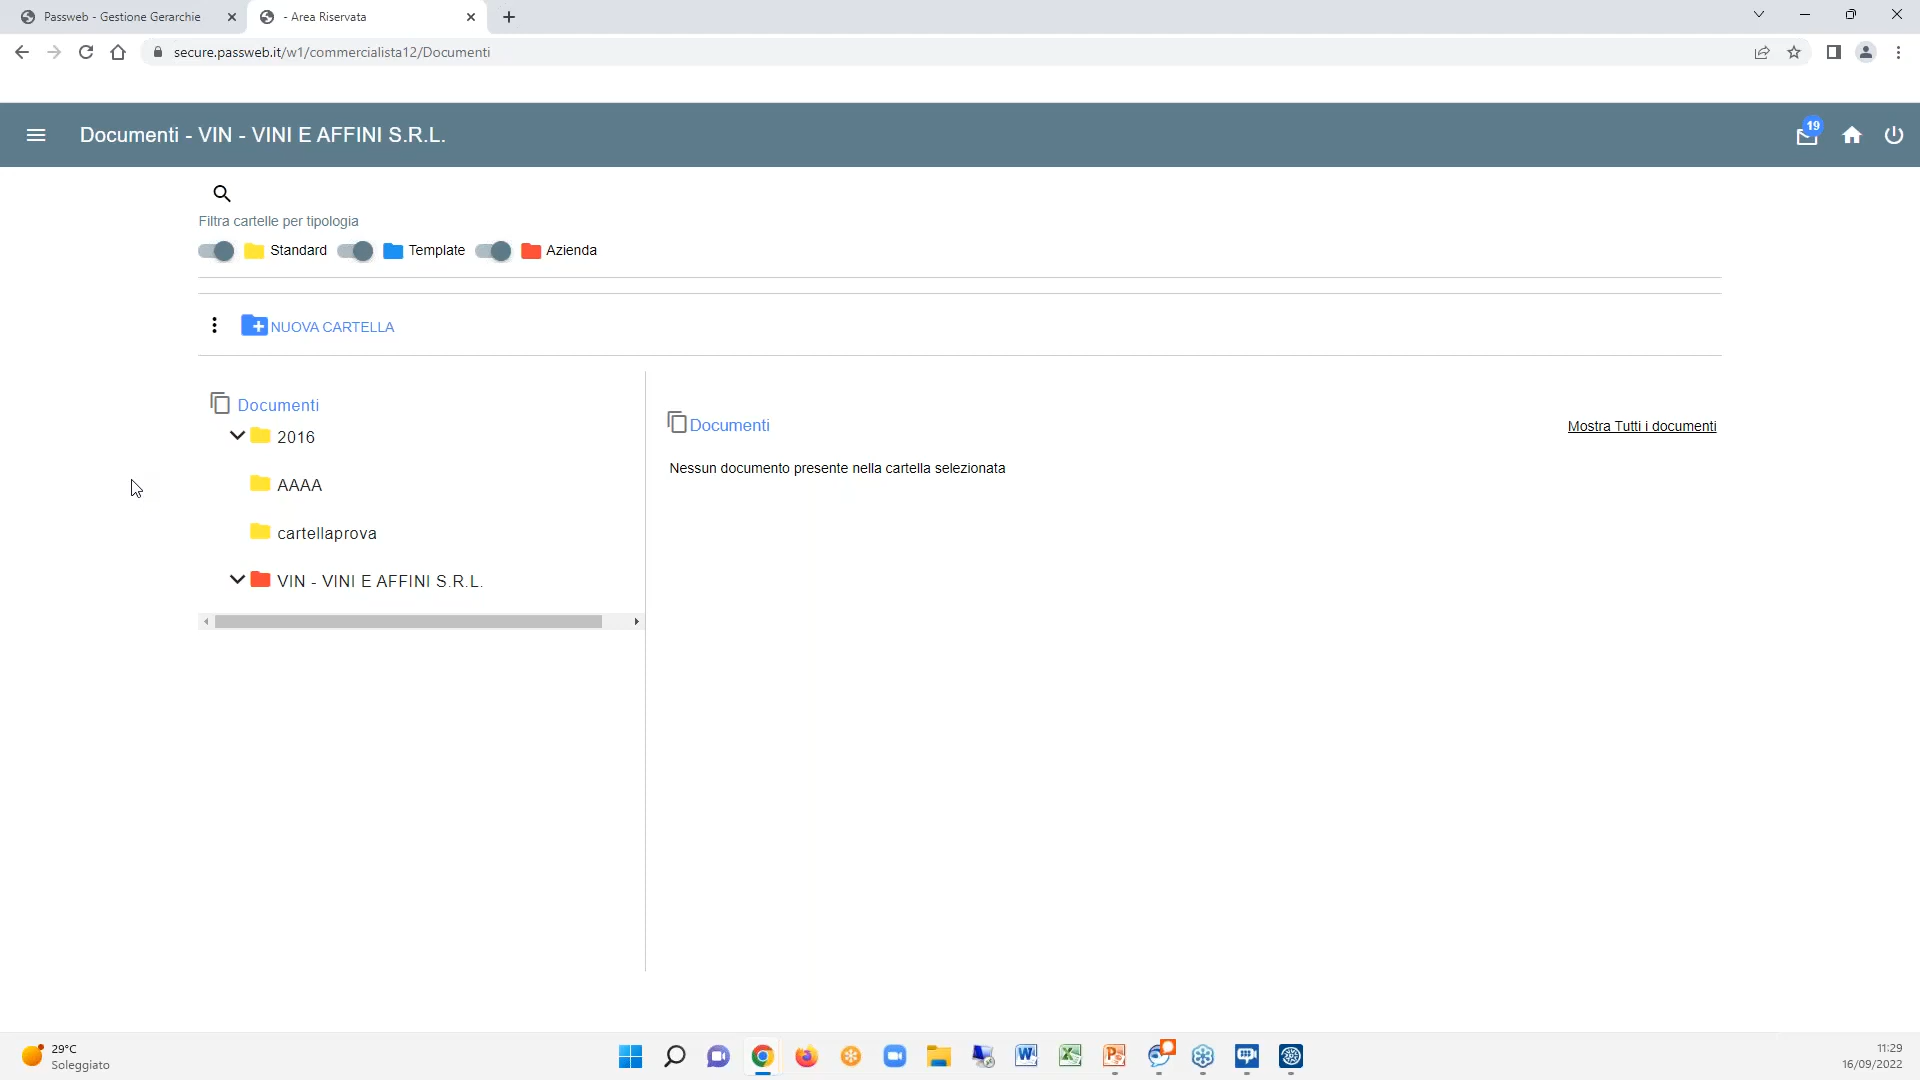 Passweb - Gestione Gerarchie
- Area Riservata
secure.passweb.it/w1/commercialista12/Documenti
Documenti - VIN - VINI E AFFINI S.R.L.
19
Filtra cartelle per tipologia
Standard Template Azienda
NUOVA CARTELLA
Documenti
2016
AAAA
cartellaprova
VIN - VINI E AFFINI S.R.L.
Documenti
Mostra Tutti i documenti
Nessun documento presente nella cartella selezionata
29°C
Soleggiato
11:29
16/09/2022